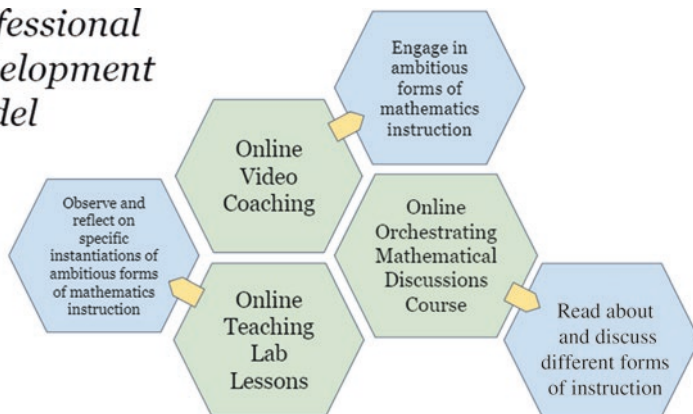 fessional
elopment
del
Engage in
ambitious
forms of
mathematics
instruction
Online
Video
Coaching
Observe and
reflect on
specific
instantiations of
ambitious forms
of mathematics
instruction
Online
Orchestrating
Mathematical
Discussions
Course
Online
Teaching
Lab
Lessons
Read about
and discuss
different forms
of instruction